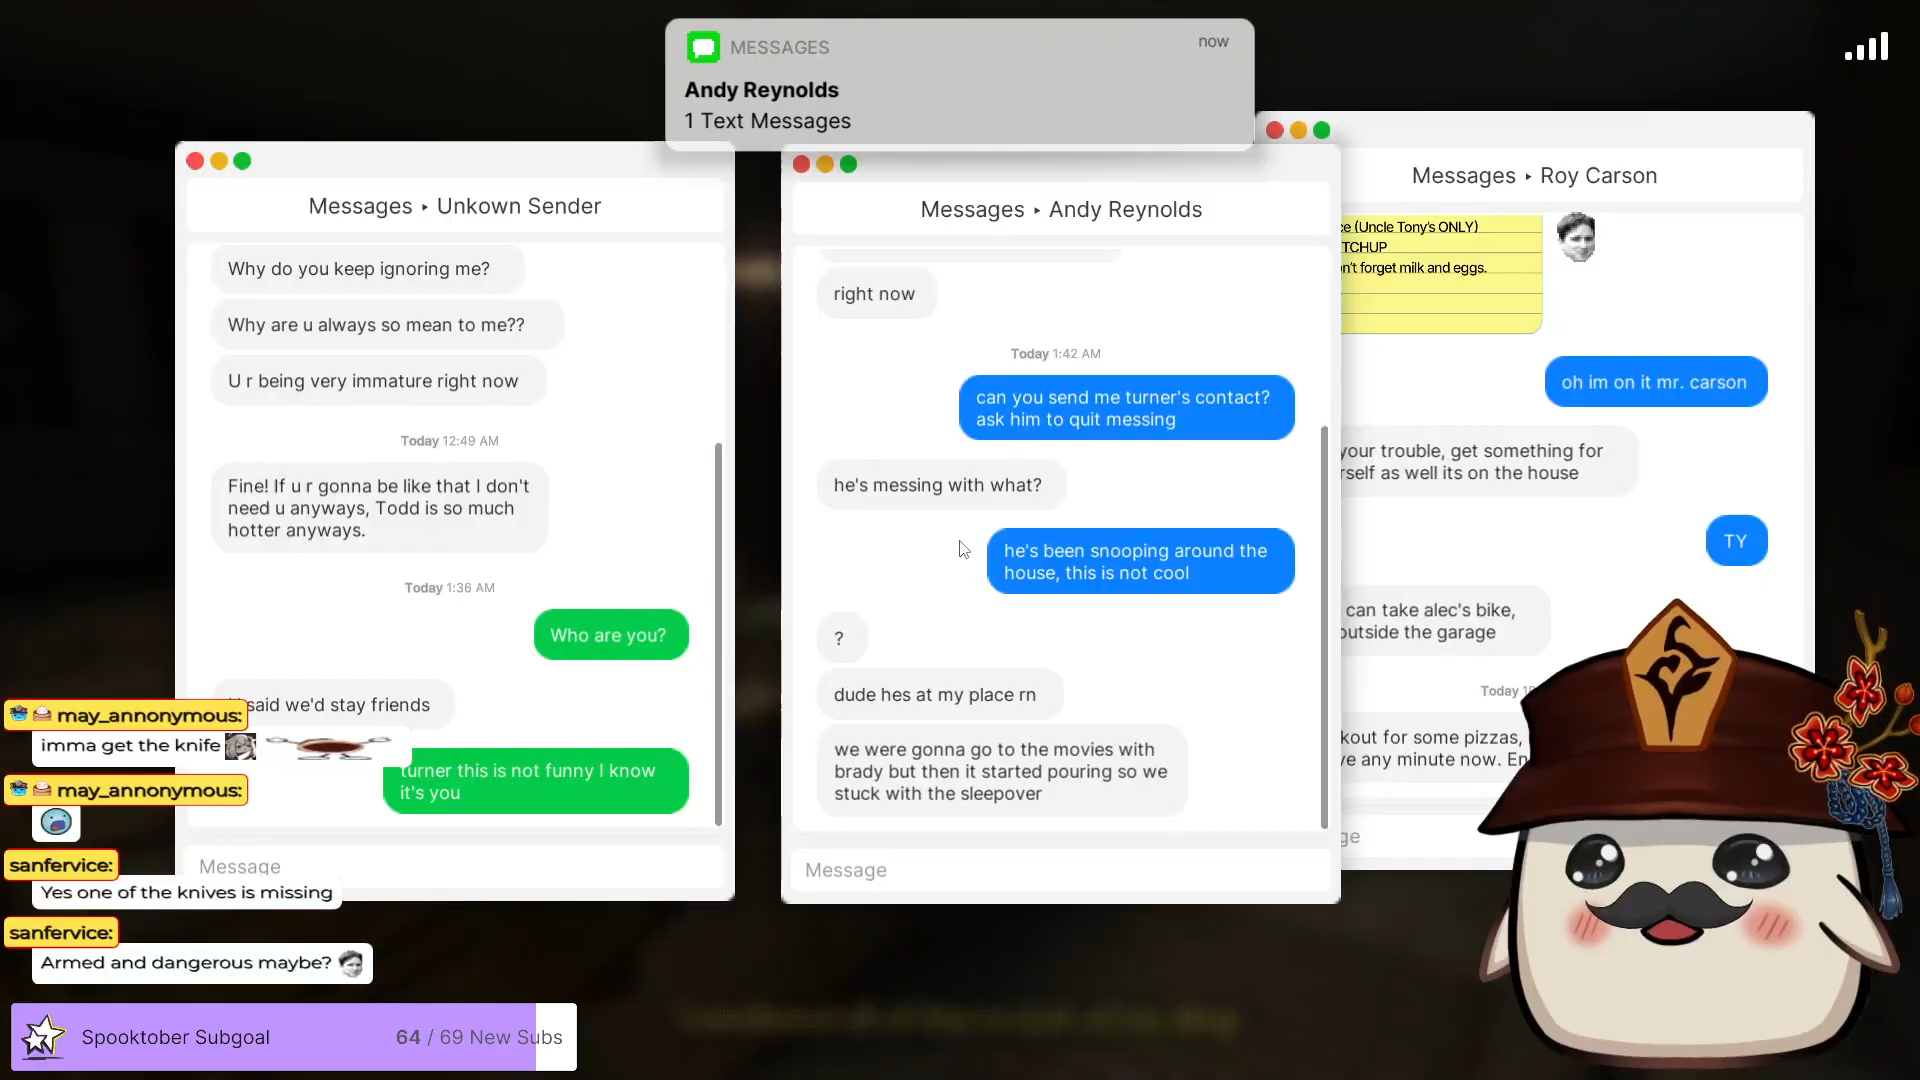 MESSAGES
now
Andy Reynolds
1 Text Messages
Messages ‣ Unkown Sender
Why do you keep ignoring me?
Why are u always so mean to me??
U r being very immature right now
Today 12:49 AM
Fine! If u r gonna be like that I don't
need u anyways, Todd is so much
hotter anyways.
Today 1:36 AM
Who are you?
said we'd stay friends
turner this is not funny I know
it's you
Message
Messages ‣ Andy Reynolds
right now
Today 1:42 AM
can you send me turner's contact?
ask him to quit messing
he's messing with what?
he's been snooping around the
house, this is not cool
?
dude hes at my place rn
we were gonna go to the movies with
brady but then it started pouring so we
stuck with the sleepover
Message
Messages ‣ Roy Carson
(Uncle Tony's ONLY)
forget milk and eggs.
oh im on it mr. carson
your trouble, get something for
as well its on the house
TY
can take alec's bike,
outside the garage
Today
for some pizzas,
any minute now.
may_annonymous:
imma get the knife
may_annonymous:
sanfervice:
Yes one of the knives is missing
sanfervice:
Armed and dangerous maybe?
Spooktober Subgoal
64 / 69 New Subs